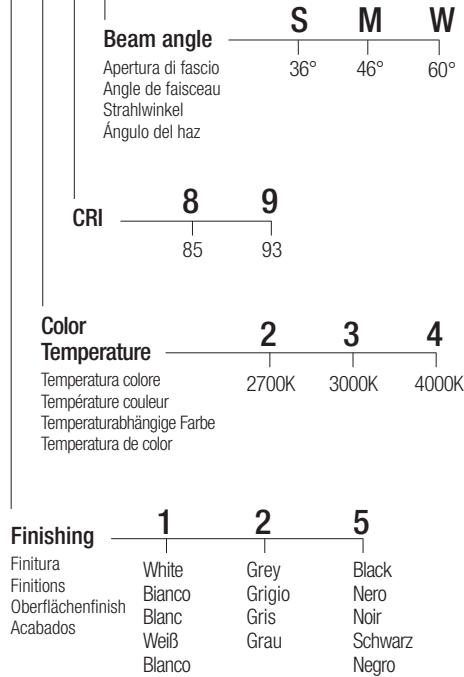 Beam angle S M W
Apertura di fascio 36° 46° 60°
Angle de faisceau
Strahlwinkel
Ángulo del haz
CRI 8 9
85 93
Color
Temperature 2 3 4
Temperatura colore 2700K 3000K 4000K
Température couleur
Temperaturabhängige Farbe
Temperatura de color
Finishing 1 2 5
Finitura White Grey Black
Finitions Bianco Grigio Nero
Oberflächenfinish Blanc Gris Noir
Acabados Weiß Grau Schwarz
Blanco Negro